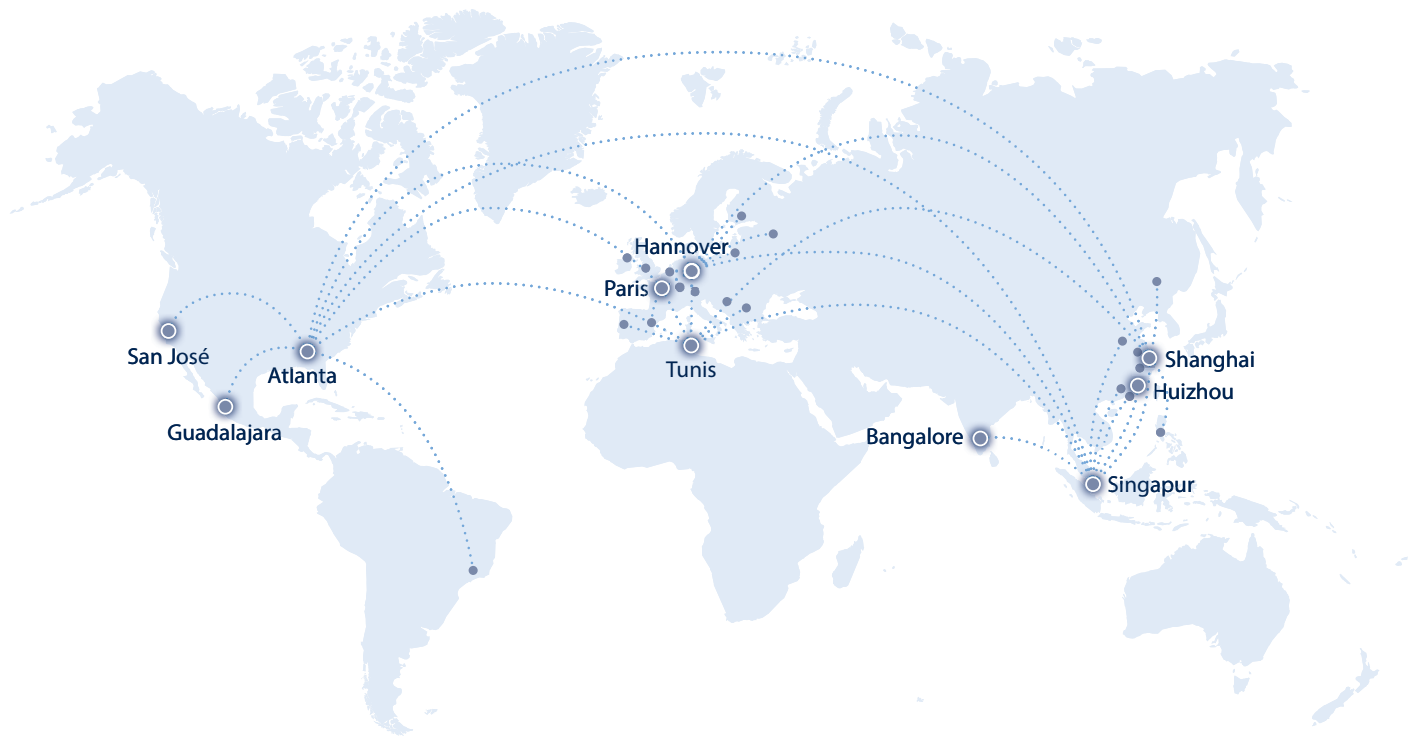 Hannover
Paris
San José
Shanghai
Tunis
Atlanta
Huizhou
Guadalajara
Bangalore
Singapur